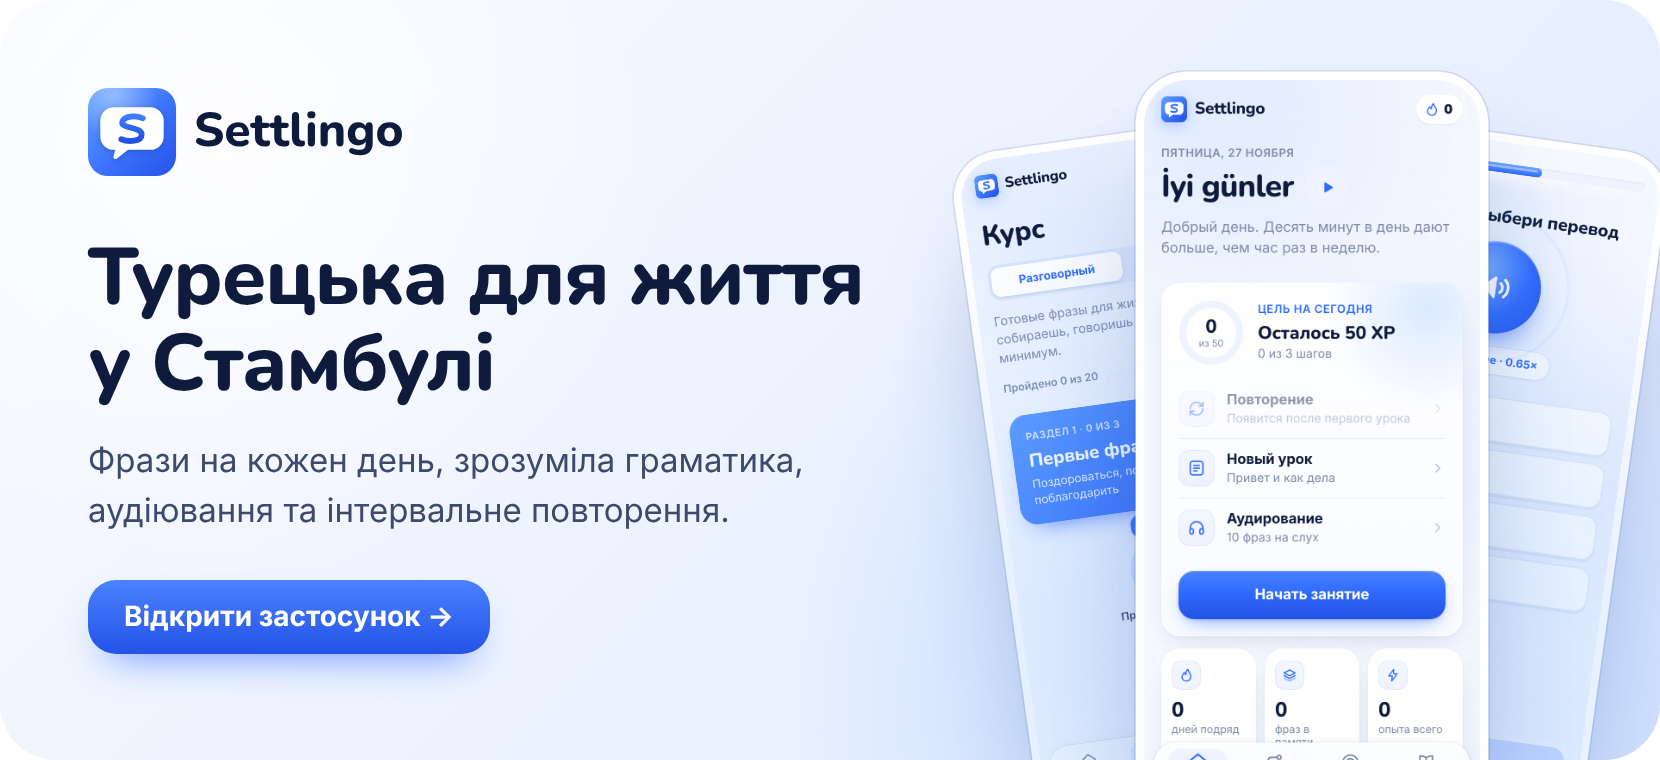 Settlingo
Турецька для життя
у Стамбулі
Фрази на кожен день, зрозуміла граматика,
аудіювання та інтервальне повторення.
Відкрити застосунок →
Settlingo
Курс
Разговорный
Готовые фразы для
собираешь, говоришь
минимум.
Пройдено 0 из 20
РАЗДЕЛ 1 · 0 ИЗ 3
Первые
Поздороваться,
поблагодарить
Settlingo
0
ПЯТНИЦА, 27 НОЯБРЯ
İyi günler
Добрый день. Десять минут в день дают
больше, чем час раз в неделю.
0
из 50
ЦЕЛЬ НА СЕГОДНЯ
Осталось 50 XP
0 из 3 шагов
Повторение
Появится после первого урока
Новый урок
Привет и как дела
Аудирование
10 фраз на слух
Начать занятие
0
дней подряд
0
фраз в
памяти
0
опыта всего
перевод
· 0.65×